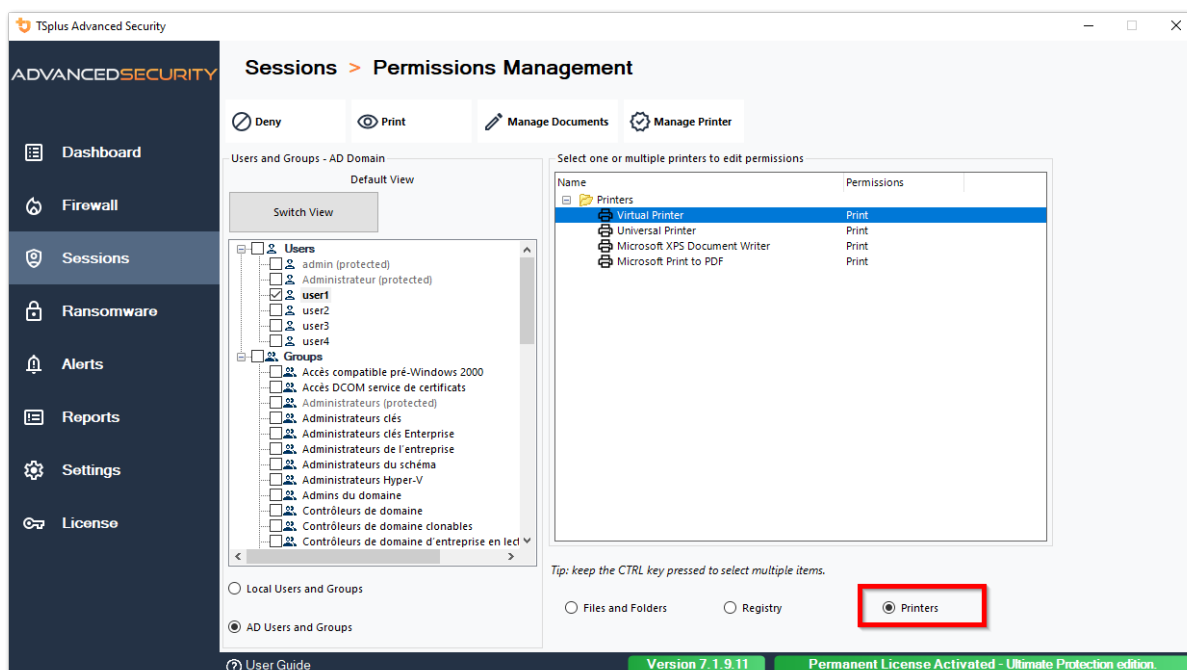 TSplus Advanced Security
ADVANCEDSECURITY
Dashboard
Firewall
Sessions
Ransomware
Alerts
Reports
Settings
License
Sessions > Permissions Management
Deny
Print
Manage Documents
Manage Printer
Users and Groups - AD Domain
Default View
Switch View
Users
admin (protected)
Administrateur (protected)
user1
user2
user3
user4
Groups
Accès compatible pré-Windows 2000
Accès DCOM service de certificats
Administrateurs (protected)
Administrateurs clés
Administrateurs clés Enterprise
Administrateurs de l'entreprise
Administrateurs du schéma
Administrateurs Hyper-V
Admins du domaine
Contrôleurs de domaine
Contrôleurs de domaine clonables
Contrôleurs de domaine d'entreprise en lect
Local Users and Groups
AD Users and Groups
Select one or multiple printers to edit permissions
Name Permissions
Printers
Virtual Printer Print
Universal Printer Print
Microsoft XPS Document Writer Print
Microsoft Print to PDF Print
Tip: keep the CTRL key pressed to select multiple items.
Files and Folders
Registry
Printers
User Guide
Version 7.1.9.11
Permanent License Activated - Ultimate Protection edition.